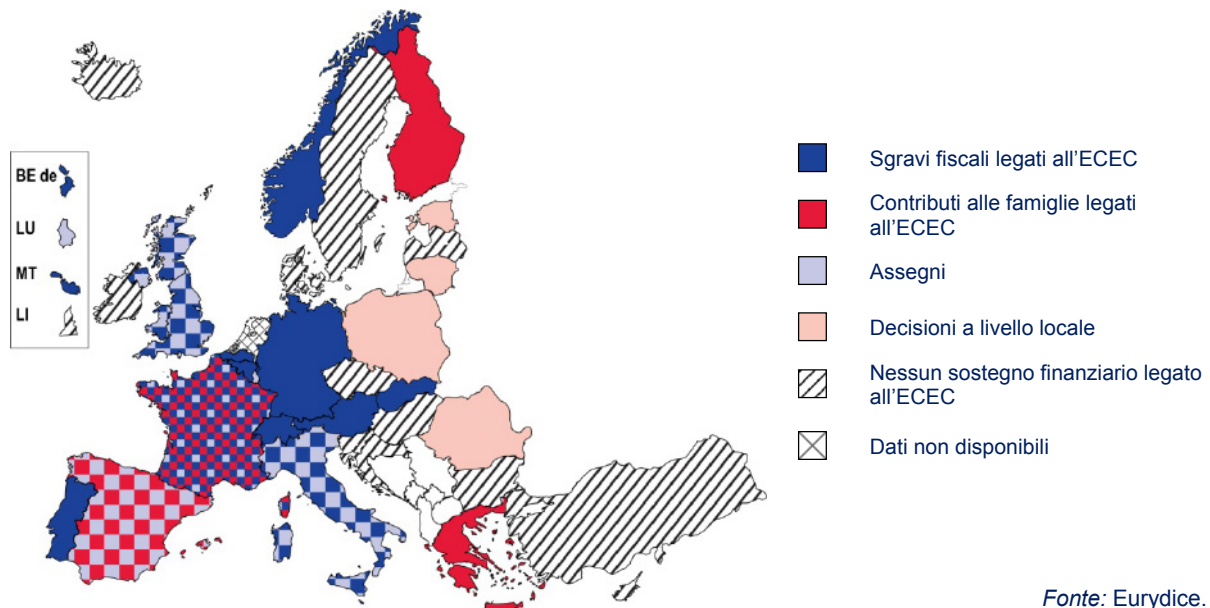 BE de
LU
MT
LI
Sgravi fiscali legati all’ECEC
Contributi alle famiglie legati
all’ECEC
Assegni
Decisioni a livello locale
Nessun sostegno finanziario legato
all’ECEC
Dati non disponibili
Fonte: Eurydice.